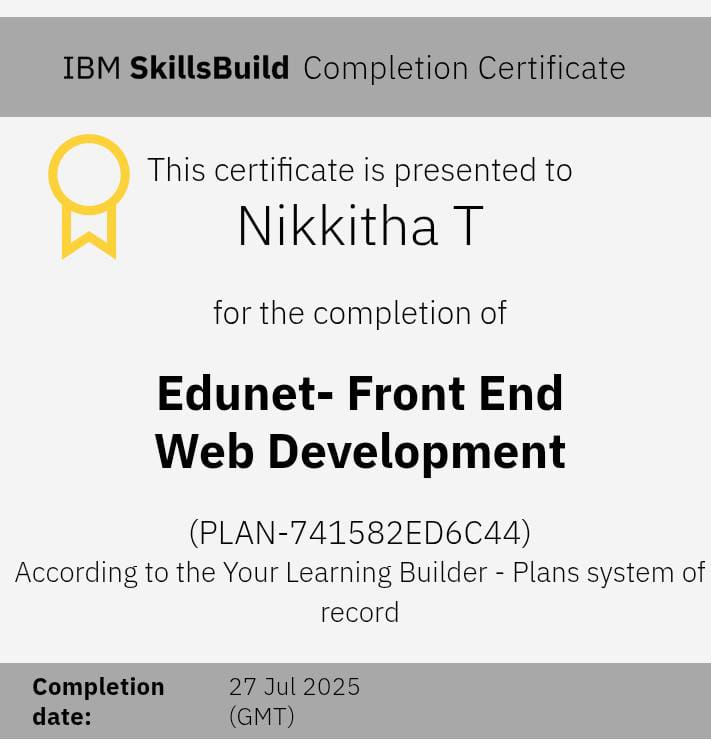 IBM SkillsBuild Completion Certificate
This certificate is presented to
Nikkitha T
for the completion of
Edunet- Front End
Web Development
(PLAN-741582ED6C44)
According to the Your Learning Builder - Plans system of
record
Completion date: 27 Jul 2025 (GMT)